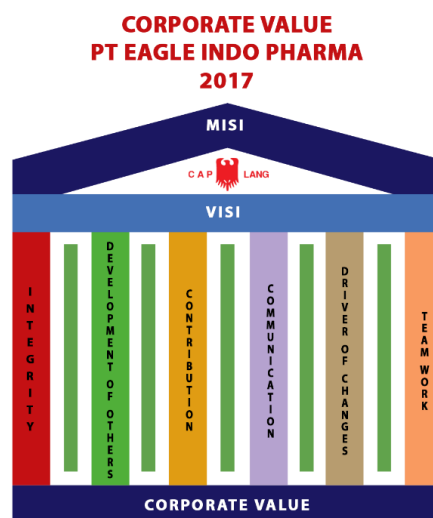 CORPORATE VALUE
PT EAGLE INDO PHARMA
2017
MISI
CAP LANG
VISI
INTEGRITY
DEVELOPMENT OF OTHERS
CONTRIBUTION
COMMUNICATION
DRIVER OF CHANGES
TEAM WORK
CORPORATE VALUE